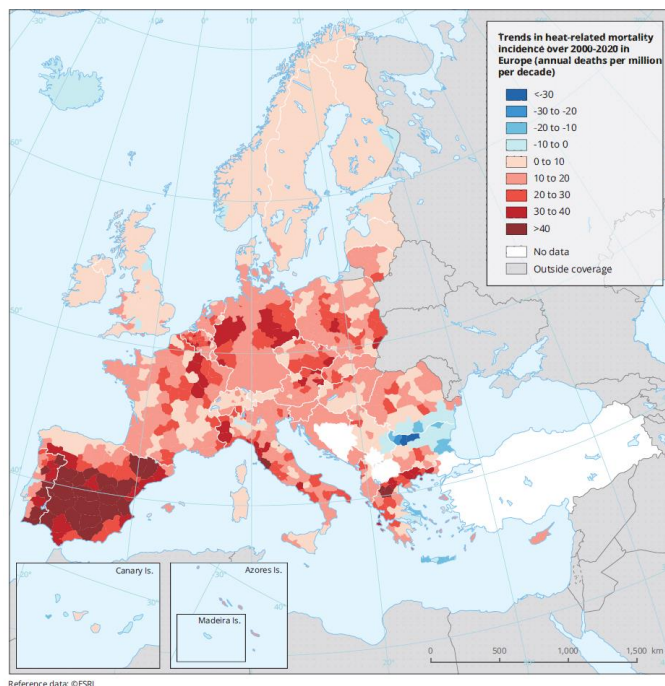 Trends in heat-related mortality
incidence over 2000-2020 in
Europe (annual deaths per million
per decade)
<-30
-30 to -20
-20 to -10
-10 to 0
0 to 10
10 to 20
20 to 30
30 to 40
>40
No data
Outside coverage
Canary Is.
Azores Is.
Madeira Is.
0 500 1,000 1,500 km
Reference data: ©ESRI